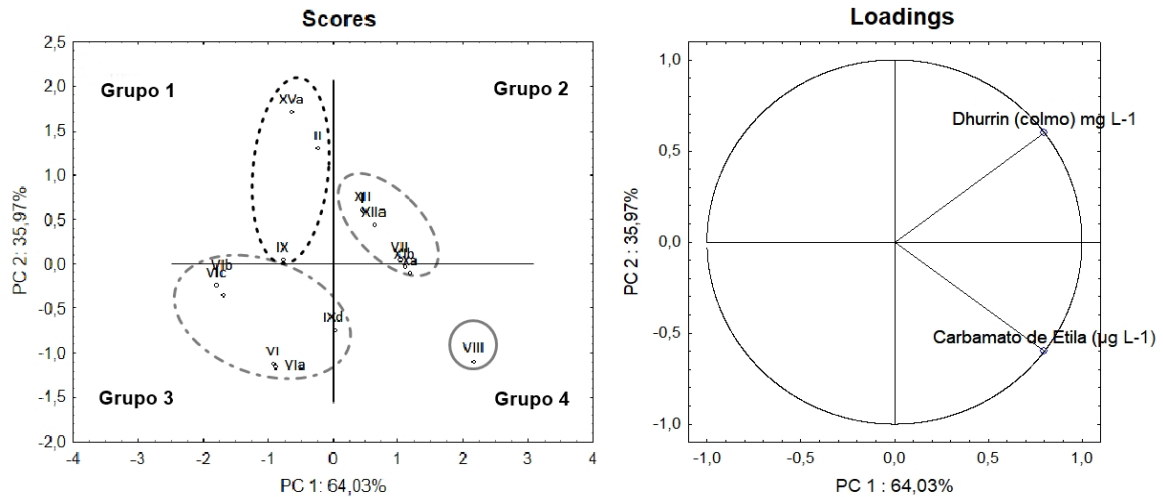 Scores
2,5
2,0
1,5
1,0
0,5
0,0
-0,5
-1,0
-1,5
-2,0
PC 2: 35,97%
Grupo 1
Grupo 2
XVa
II
XII
XIIa
IX
VII
XIb
Xa
VIb
VIc
IXd
VI
VIa
VIII
Grupo 3
Grupo 4
-4
-3
-2
-1
0
1
2
3
4
PC 1: 64,03%
Loadings
1,0
0,5
0,0
-0,5
-1,0
PC 2 : 35,97%
Dhurrin (colmo) mg L-1
Carbamato de Etila (µg L-1)
-1,0
-0,5
0,0
0,5
1,0
PC 1 : 64,03%